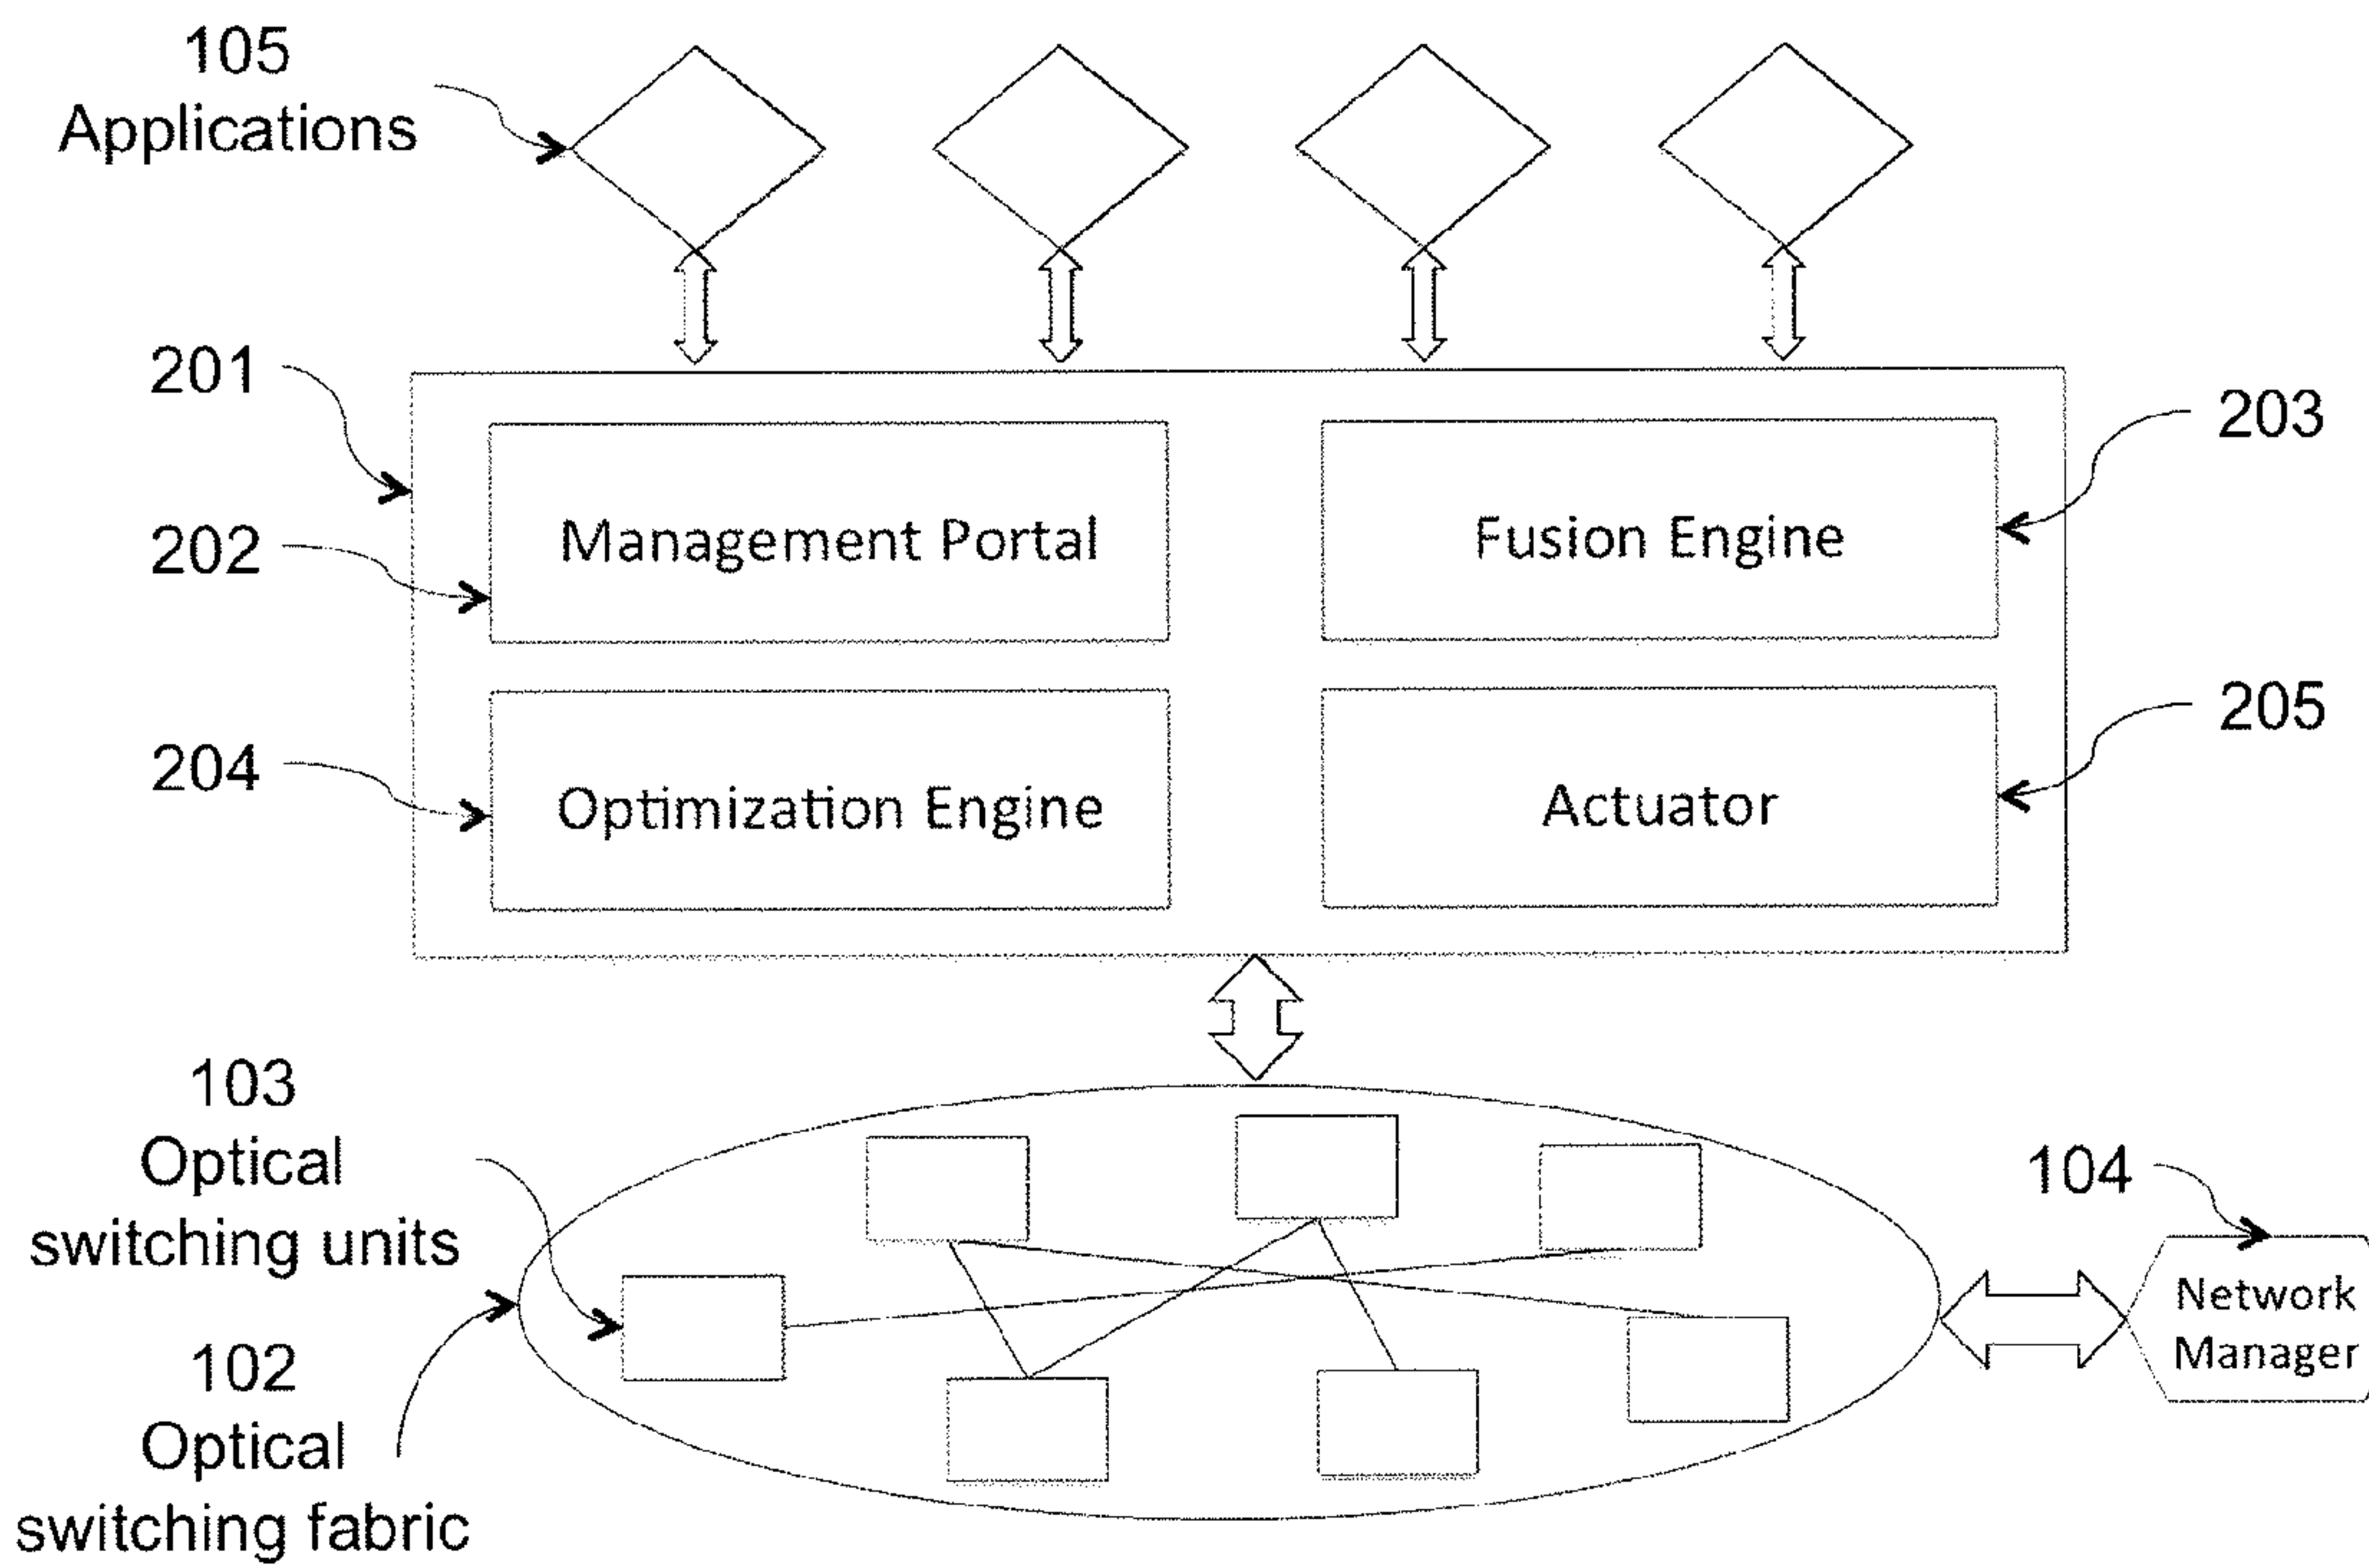 105
Applications
201
203
202
Management Portal
Fusion Engine
204
205
Optimization Engine
Actuator
103
Optical
switching units
104
Network
Manager
102
Optical
switching fabric